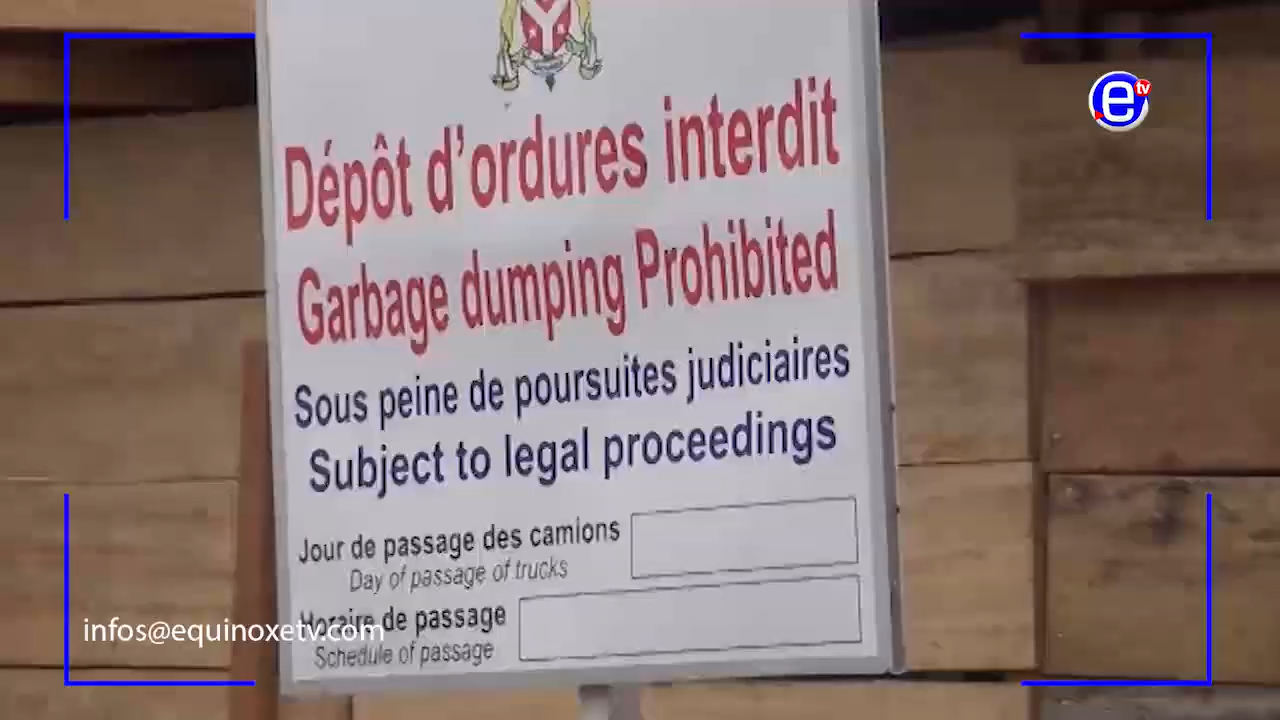 e tv
Dépôt d'ordures interdit
Garbage dumping Prohibited
Sous peine de poursuites judiciaires
Subject to legal proceedings
Jour de passage des camions
Day of passage of trucks
Horaire de passage
infos@equinoxetv.com
Schedule of passage